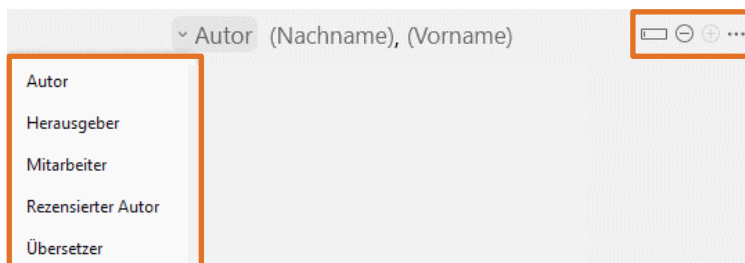 Autor (Nachname), (Vorname)
Autor
Herausgeber
Mitarbeiter
Rezensierter Autor
Übersetzer